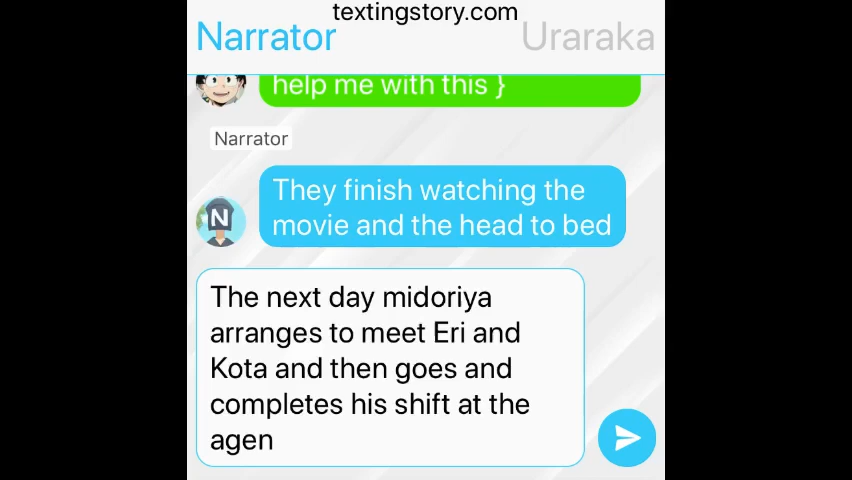 textingstory.com
Narrator Uraraka
help me with this }
Narrator
They finish watching the
movie and the head to bed
N
The next day midoriya
arranges to meet Eri and
Kota and then goes and
completes his shift at the
agen